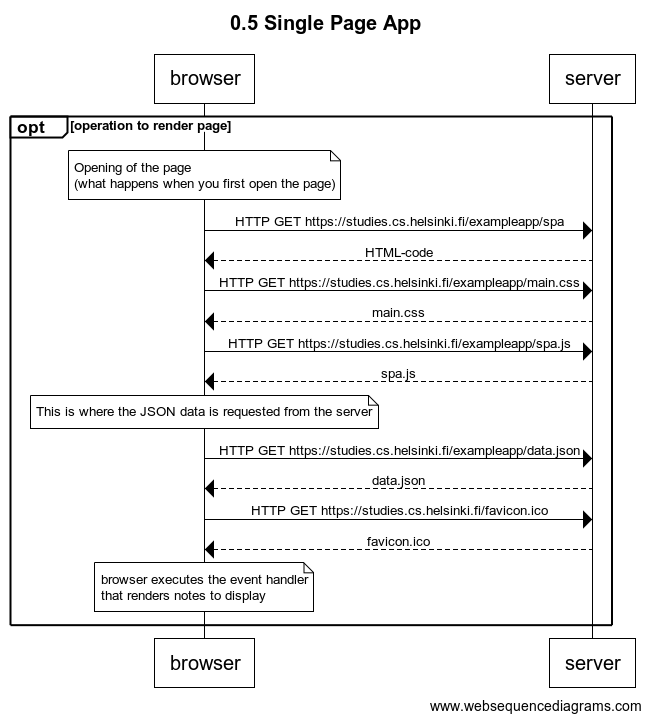 0.5 Single Page App
browser
server
opt
[operation to render page]
Opening of the page
(what happens when you first open the page)
HTTP GET https://studies.cs.helsinki.fi/exampleapp/spa
HTML-code
HTTP GET https://studies.cs.helsinki.fi/exampleapp/main.css
main.css
HTTP GET https://studies.cs.helsinki.fi/exampleapp/spa.js
spa.js
This is where the JSON data is requested from the server
HTTP GET https://studies.cs.helsinki.fi/exampleapp/data.json
data.json
HTTP GET https://studies.cs.helsinki.fi/favicon.ico
favicon.ico
browser executes the event handler
that renders notes to display
browser
server
www.websequencediagrams.com